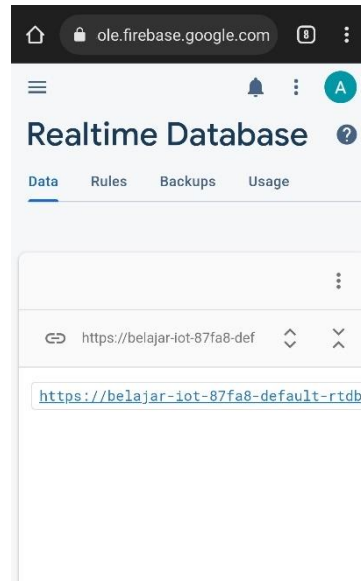 ole.firebase.google.com 8
A
Realtime Database ?
Data Rules Backups Usage
https://belajar-iot-87fa8-def
https://belajar-iot-87fa8-default-rtdb